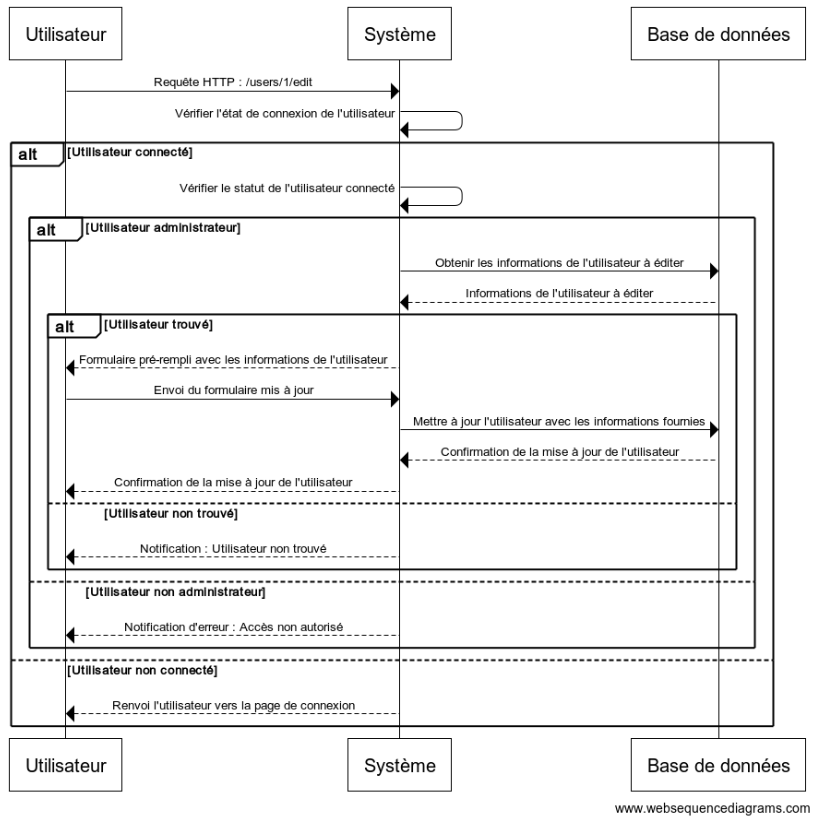 Utilisateur
Système
Base de données
Requête HTTP : /users/1/edit
Vérifier l'état de connexion de l'utilisateur
alt
[Utilisateur connecté]
Vérifier le statut de l'utilisateur connecté
alt
[Utilisateur administrateur]
Obtenir les informations de l'utilisateur à éditer
Informations de l'utilisateur à éditer
alt
[Utilisateur trouvé]
Formulaire pré-rempli avec les informations de l'utilisateur
Envoi du formulaire mis à jour
Mettre à jour l'utilisateur avec les informations fournies
Confirmation de la mise à jour de l'utilisateur
Confirmation de la mise à jour de l'utilisateur
[Utilisateur non trouvé]
Notification : Utilisateur non trouvé
[Utilisateur non administrateur]
Notification d'erreur : Accès non autorisé
[Utilisateur non connecté]
Renvoi l'utilisateur vers la page de connexion
Utilisateur
Système
Base de données
www.websequencediagrams.com